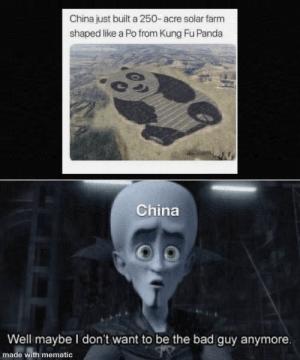 China just built a 250- acre solar farm
shaped like a Po from Kung Fu Panda
China
Well maybe I don't want to be the bad guy anymore.
made with mematic